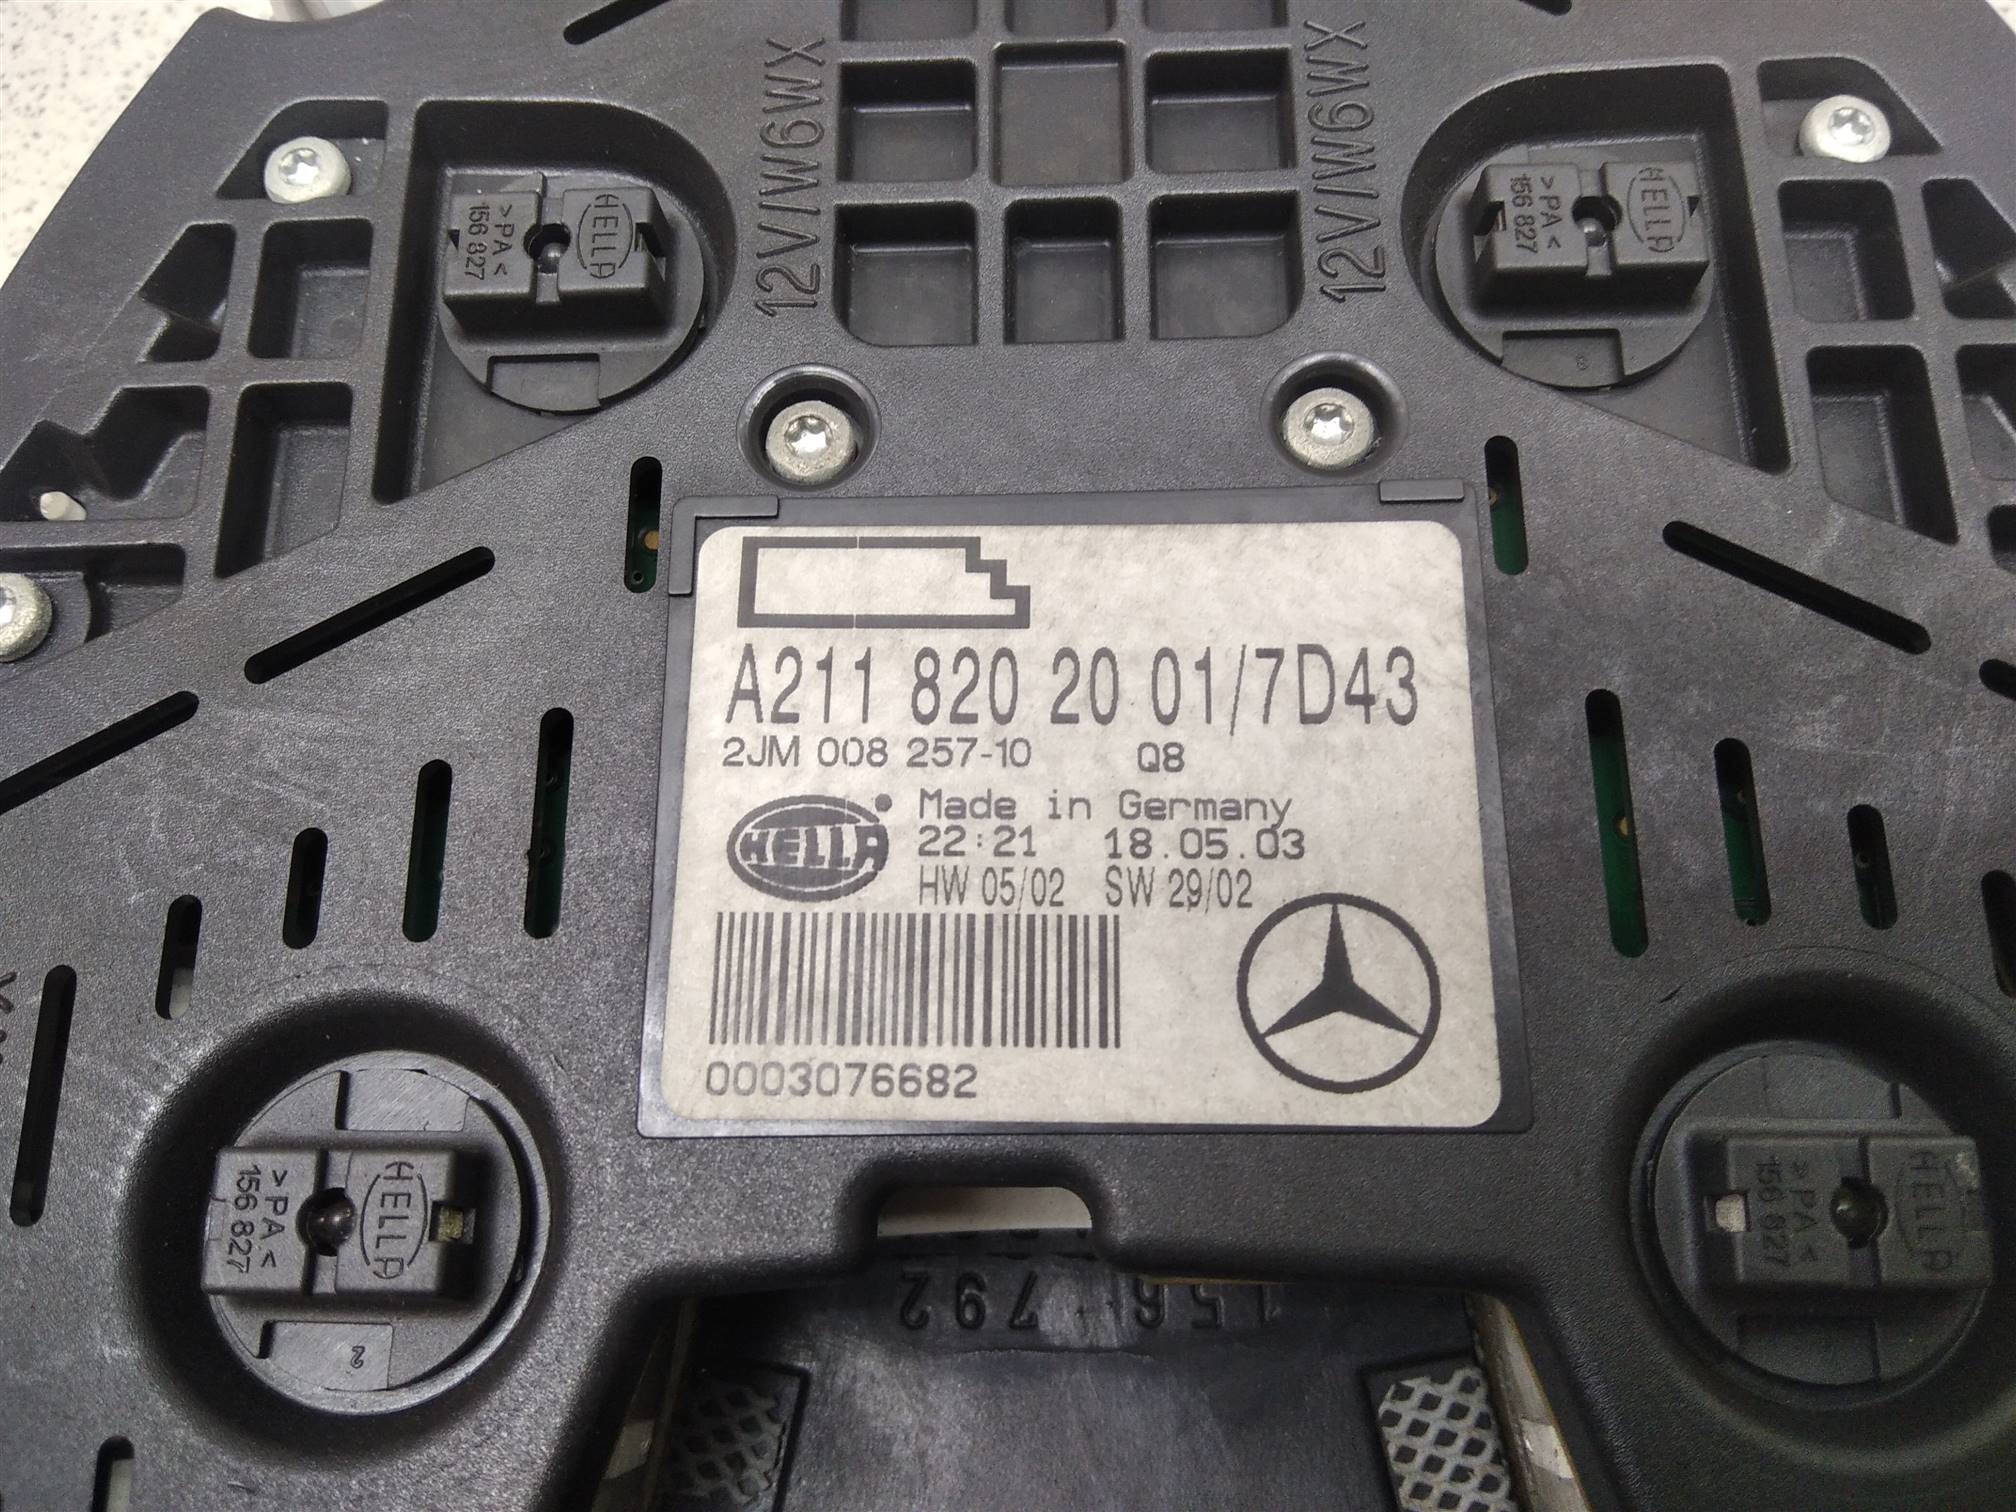 12V/W6WX
12V/W6WX
>PA<
156 827
HELLA
>PA<
156 827
HELLA
A211 820 20 01/7D43
2JM 008 257-10 Q8
HELLA
Made in Germany
22:21 18.05.03
HW 05/02 SW 29/02
0003076682
>PA<
156 827
HELLA
2
>PA<
156 827
HELLA
156 792